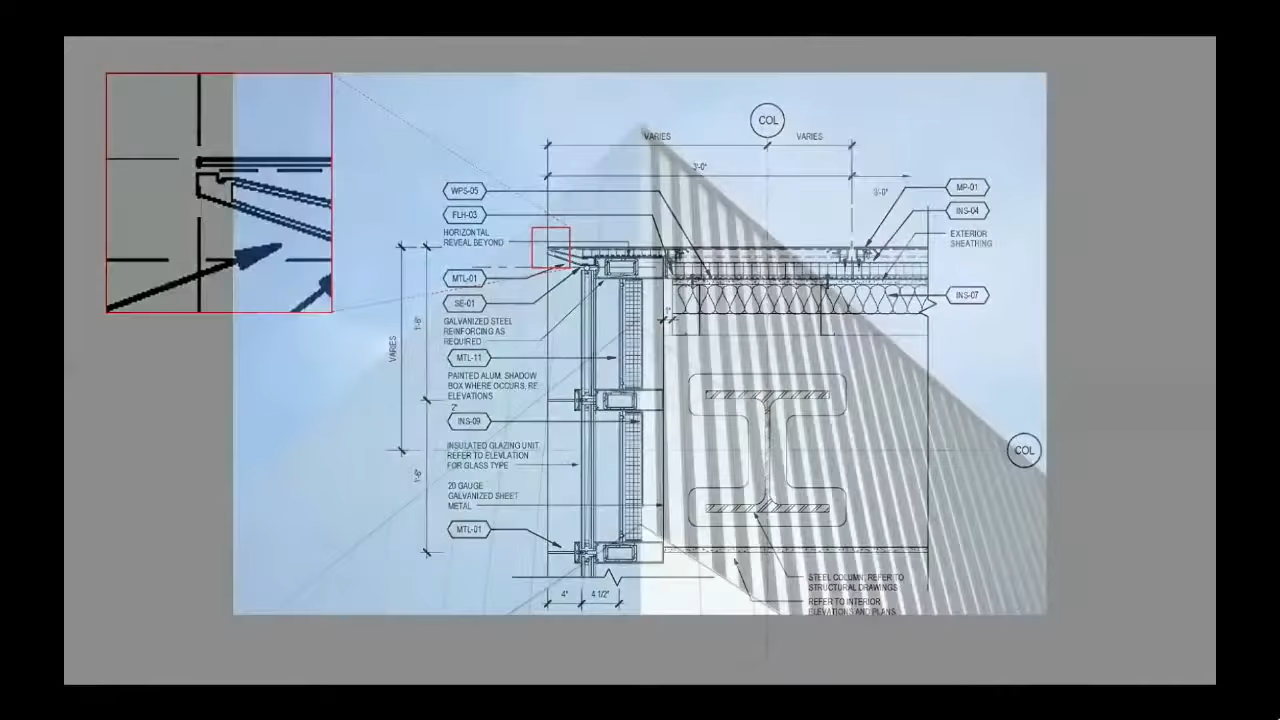 COL
VARIES
VARIES
3'-0"
WPS-05
FLH-03
HORIZONTAL
REVEAL BEYOND
MP-01
INS-04
EXTERIOR
SHEATHING
MTL-01
SE-01
INS-07
GALVANIZED STEEL
REINFORCING AS
REQUIRED
1'-6"
VARIES
MTL-11
PAINTED ALUM. SHADOW
BOX WHERE OCCURS, RE
ELEVATIONS
2"
INS-09
INSULATED GLAZING UNIT
REFER TO ELEVLATION
FOR GLASS TYPE
COL
1'-6"
20 GAUGE
GALVANIZED SHEET
METAL
MTL-01
4"
4 1/2"
STEEL COLUMN, REFER TO
STRUCTURAL DRAWINGS
REFER TO INTERIOR
ELEVATIONS AND PLANS